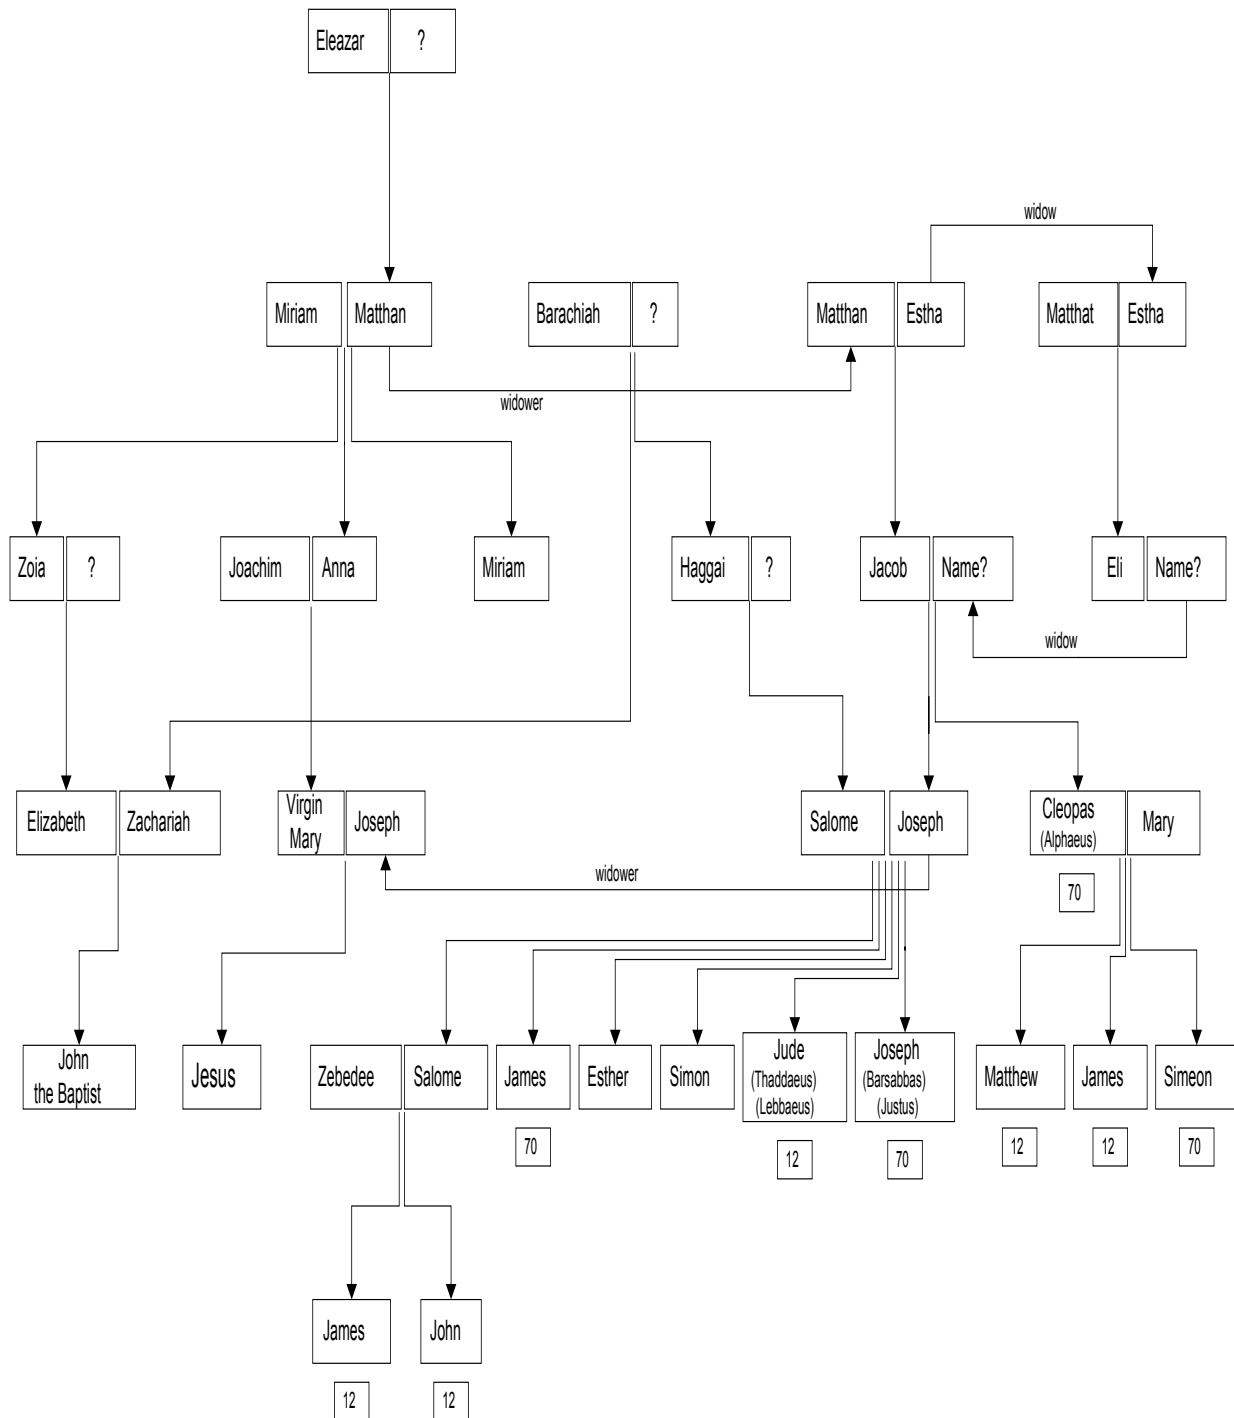 Eleazar ?
widow
Miriam Matthan Barachiah ? Matthan Estha Matthat Estha
widower
Zoia ? Joachim Anna Miriam Haggai ? Jacob Name? Eli Name?
widow
Elizabeth Zachariah Virgin Mary Joseph Salome Joseph Cleopas (Alphaeus) Mary
widower
70
John the Baptist Jesus Zebedee Salome James Esther Simon Jude (Thaddaeus) (Lebbaeus) Joseph (Barsabbas) (Justus) Matthew James Simeon
70 12 70 12 12 70
James John
12 12